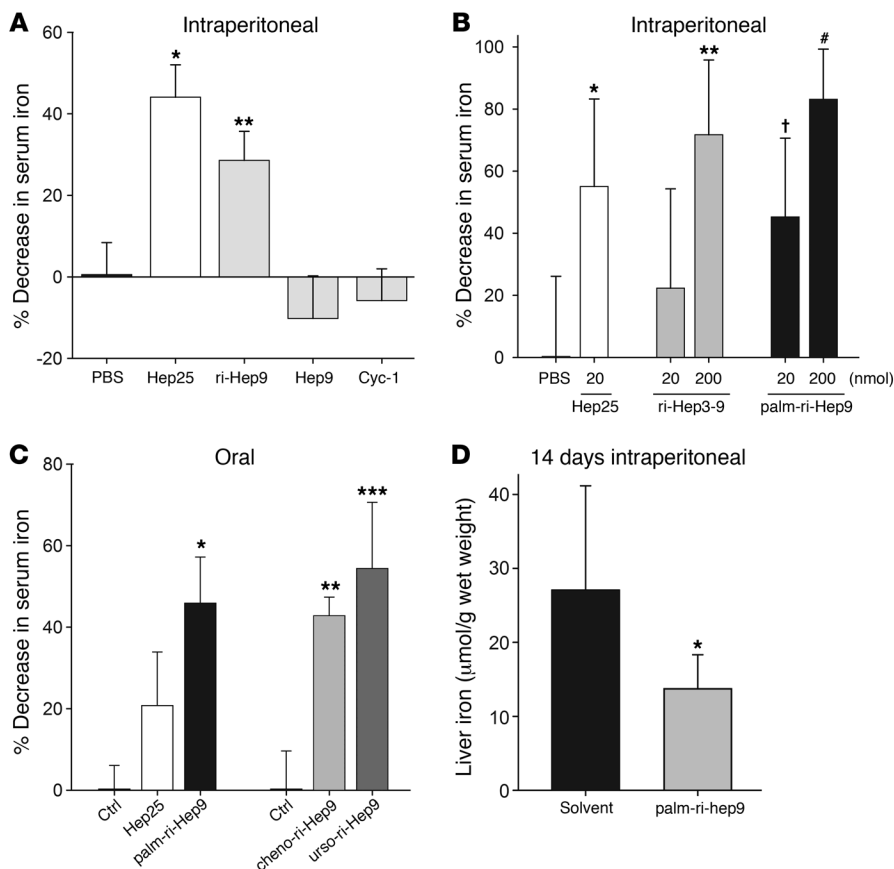 A
Intraperitoneal
60
40
20
0
-20
% Decrease in serum iron
*
**
PBS
Hep25
ri-Hep9
Hep9
Cyc-1
B
Intraperitoneal
100
80
60
40
20
0
% Decrease in serum iron
*
**
†
#
PBS 20 20 200 20 200 (nmol)
Hep25 ri-Hep3-9 palm-ri-Hep9
C
Oral
80
60
40
20
0
% Decrease in serum iron
*
**
***
Ctrl
Hep25
palm-ri-Hep9
Ctrl
cheno-ri-Hep9
urso-ri-Hep9
D
14 days intraperitoneal
40
30
20
10
0
Liver iron (μmol/g wet weight)
*
Solvent
palm-ri-hep9